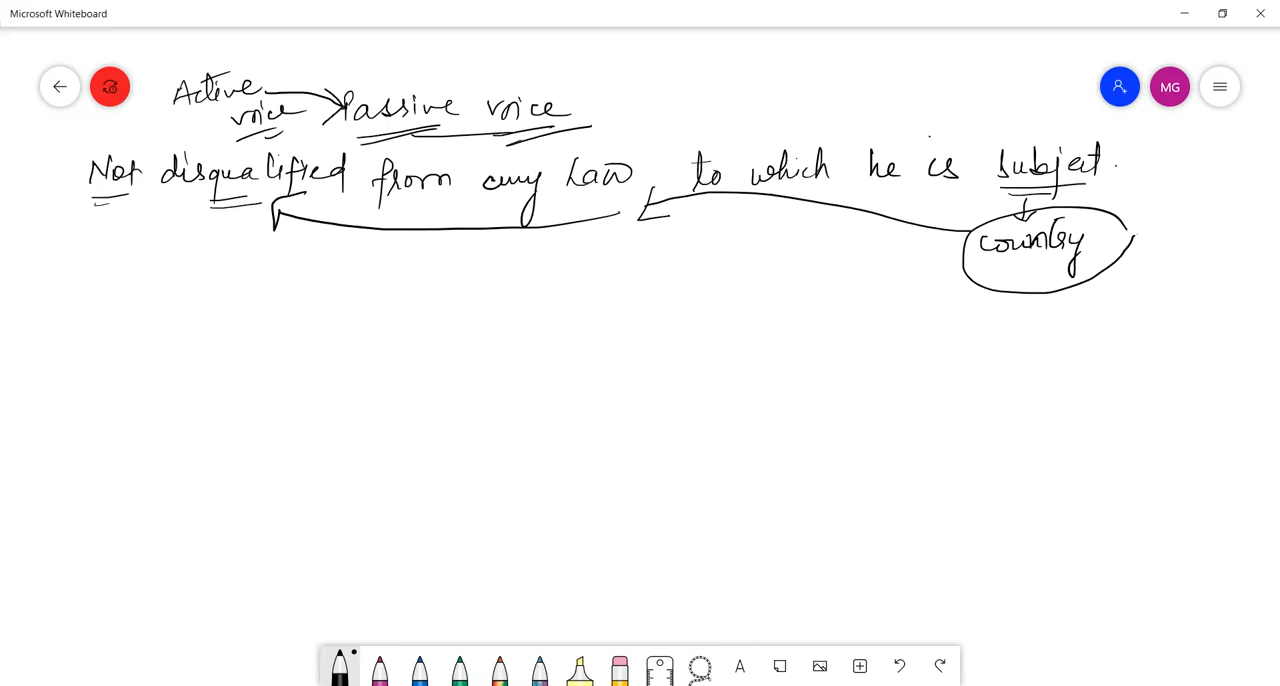 Microsoft Whiteboard
MG
Active
voice Passive voice
Not disqualified from any Law to which he is subject.
country
A